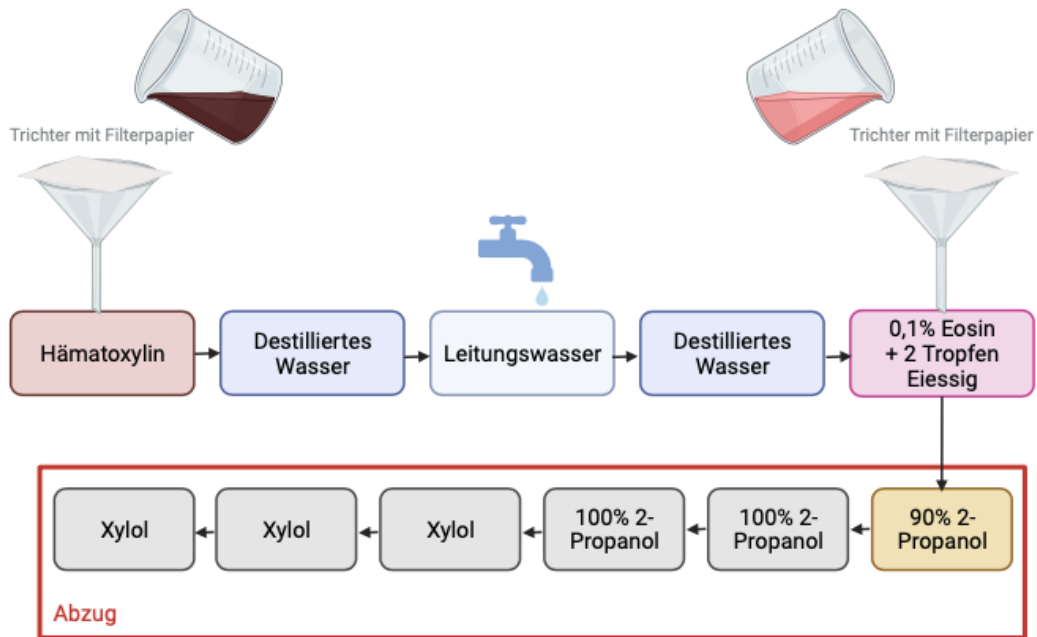 Trichter mit Filterpapier
Trichter mit Filterpapier
Hämatoxylin
Destilliertes
Wasser
Leitungswasser
Destilliertes
Wasser
0,1% Eosin
+ 2 Tropfen
Eiessig
90% 2-
Propanol
100% 2-
Propanol
100% 2-
Propanol
Xylol
Xylol
Xylol
Abzug